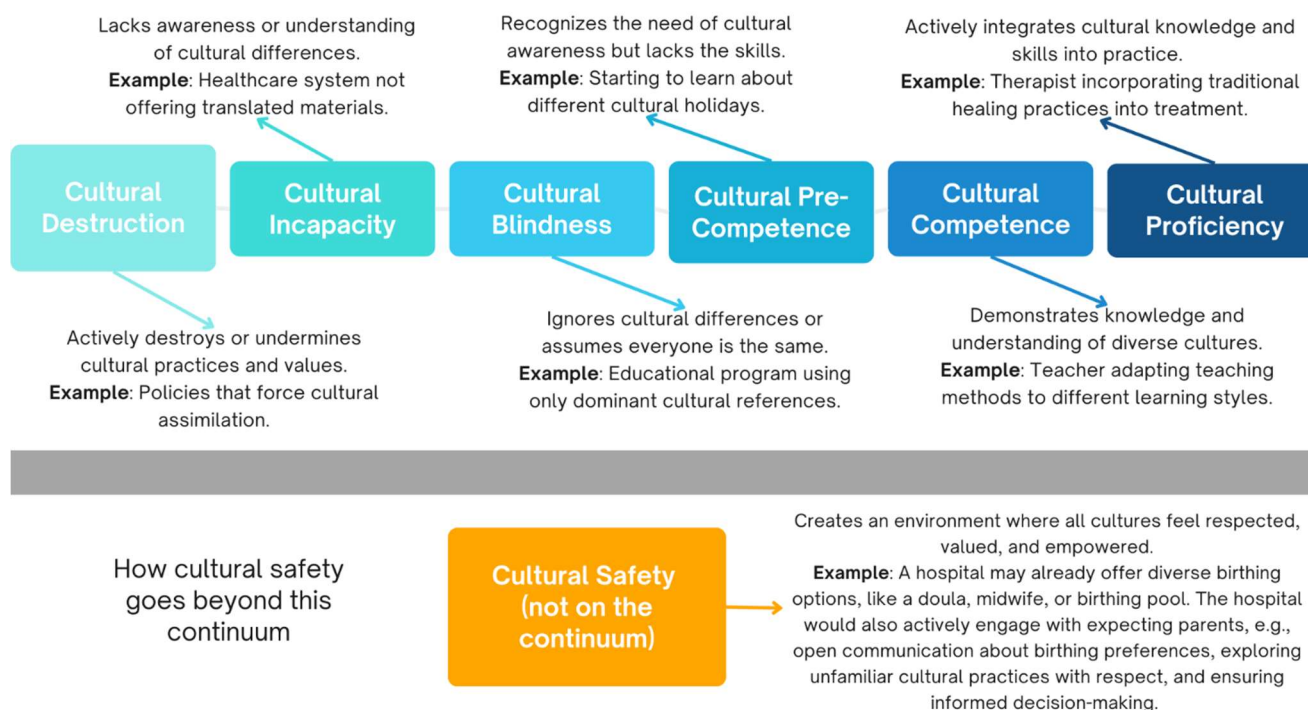 Lacks awareness or understanding
of cultural differences.
Example: Healthcare system not
offering translated materials.
Recognizes the need of cultural
awareness but lacks the skills.
Example: Starting to learn about
different cultural holidays.
Actively integrates cultural knowledge and
skills into practice.
Example: Therapist incorporating traditional
healing practices into treatment.
Cultural
Destruction
Cultural
Incapacity
Cultural
Blindness
Cultural Pre-
Competence
Cultural
Competence
Cultural
Proficiency
Actively destroys or undermines
cultural practices and values.
Example: Policies that force cultural
assimilation.
Ignores cultural differences or
assumes everyone is the same.
Example: Educational program using
only dominant cultural references.
Demonstrates knowledge and
understanding of diverse cultures.
Example: Teacher adapting teaching
methods to different learning styles.
How cultural safety
goes beyond this
continuum
Cultural Safety
(not on the
continuum)
Creates an environment where all cultures feel respected,
valued, and empowered.
Example: A hospital may already offer diverse birthing
options, like a doula, midwife, or birthing pool. The hospital
would also actively engage with expecting parents, e.g.,
open communication about birthing preferences, exploring
unfamiliar cultural practices with respect, and ensuring
informed decision-making.